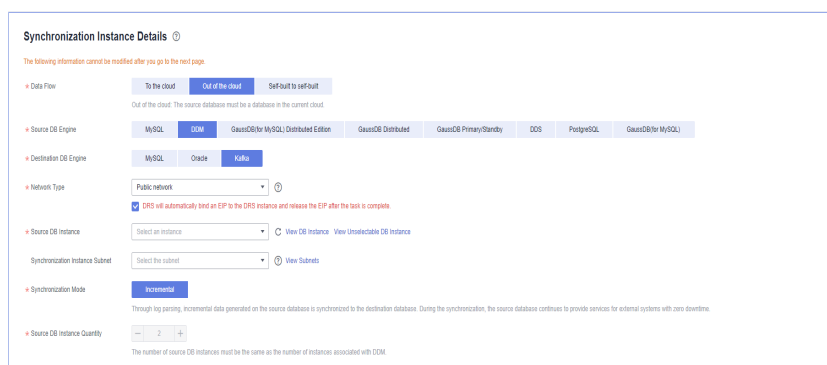 Synchronization Instance Details
The following information cannot be modified after you go to the next page.
* Data Flow To the cloud Out of the cloud Self-built to self-built
Out of the cloud: The source database must be a database in the current cloud.
* Source DB Engine MySQL DDM GaussDB(for MySQL) Distributed Edition GaussDB Distributed GaussDB Primary/Standby DDS PostgreSQL GaussDB(for MySQL)
* Destination DB Engine MySQL Oracle Kafka
* Network Type Public network
DRS will automatically bind an EIP to the DRS instance and release the EIP after the task is complete.
* Source DB Instance Select an instance View DB Instance View Unselectable DB Instance
Synchronization Instance Subnet Select the subnet View Subnets
* Synchronization Mode Incremental
Through log parsing, incremental data generated on the source database is synchronized to the destination database. During the synchronization, the source database continues to provide services for external systems with zero downtime.
* Source DB Instance Quantity − 2 +
The number of source DB instances must be the same as the number of instances associated with DDM.